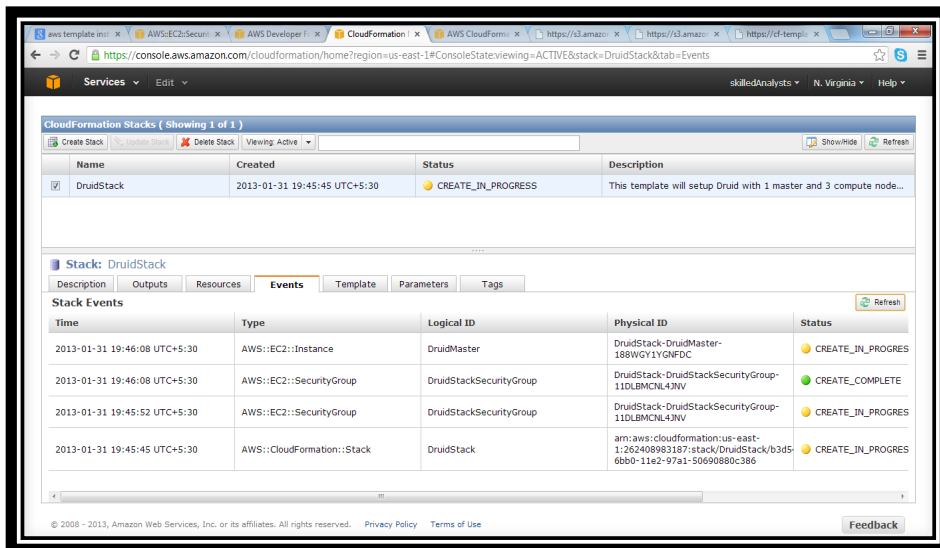 aws template inst
AWS::EC2::Securit
AWS Developer F
CloudFormation
AWS CloudForma
https://s3.amazon
https://s3.amazon
https://cf-templa
https://console.aws.amazon.com/cloudformation/home?region=us-east-1#ConsoleState:viewing=ACTIVE&stack=DruidStack&tab=Events
Services Edit skilledAnalysts N. Virginia Help
CloudFormation Stacks ( Showing 1 of 1 )
Create Stack Update Stack Delete Stack Viewing: Active Show/Hide Refresh
Name Created Status Description
DruidStack 2013-01-31 19:45:45 UTC+5:30 CREATE_IN_PROGRESS This template will setup Druid with 1 master and 3 compute node...
Stack: DruidStack
Description Outputs Resources Events Template Parameters Tags
Stack Events Refresh
Time Type Logical ID Physical ID Status
2013-01-31 19:46:08 UTC+5:30 AWS::EC2::Instance DruidMaster DruidStack-DruidMaster-
188WGY1YGNFDC CREATE_IN_PROGRES
2013-01-31 19:46:08 UTC+5:30 AWS::EC2::SecurityGroup DruidStackSecurityGroup DruidStack-DruidStackSecurityGroup-
11DLBMCNL4JNV CREATE_COMPLETE
2013-01-31 19:45:52 UTC+5:30 AWS::EC2::SecurityGroup DruidStackSecurityGroup DruidStack-DruidStackSecurityGroup-
11DLBMCNL4JNV CREATE_IN_PROGRES
2013-01-31 19:45:45 UTC+5:30 AWS::CloudFormation::Stack DruidStack arn:aws:cloudformation:us-east-
1:262408983187:stack/DruidStack/b3d5
6bb0-11e2-97a1-50690880c386 CREATE_IN_PROGRES
© 2008 - 2013, Amazon Web Services, Inc. or its affiliates. All rights reserved. Privacy Policy Terms of Use Feedback